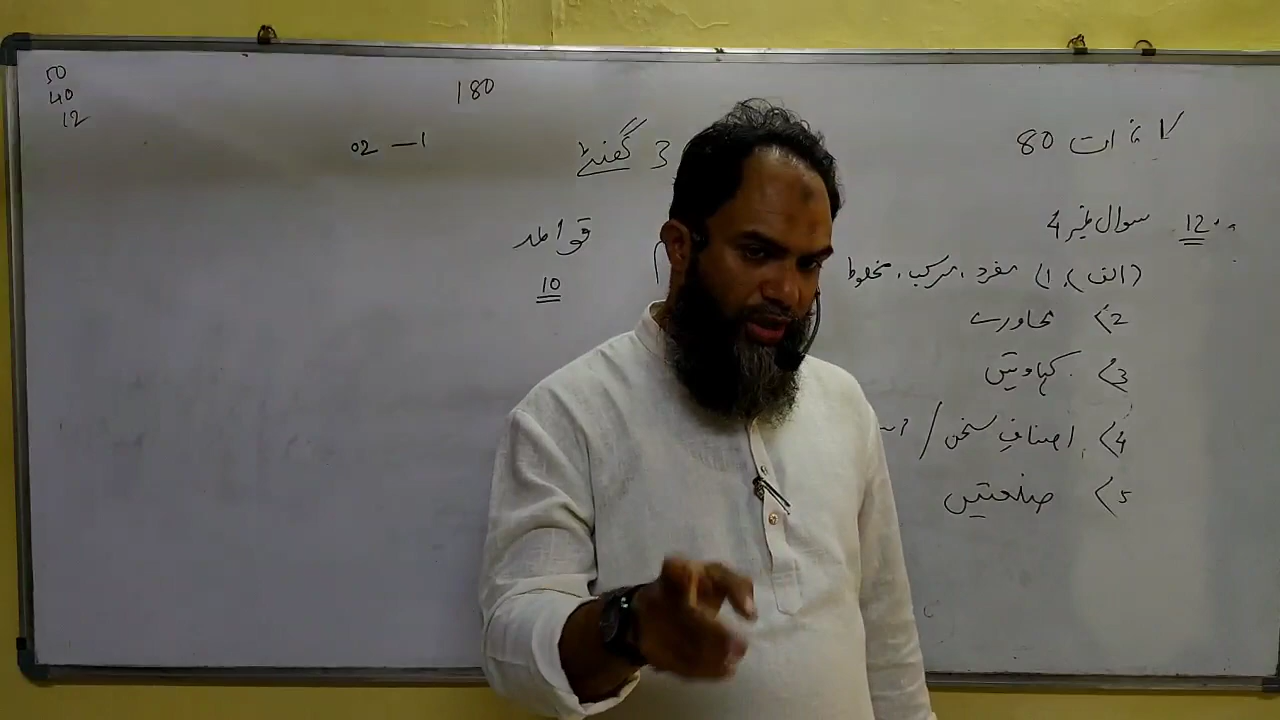 50
40
12
180
02 — 1
3 گھنٹے
80
12
سوال نمبر 4
قواعد
10
(الف) 1) مفرد، مرکب، مخلوط
2) محاورے
3) کہاوتیں
4) اصنافِ سخن /
5) صنعتیں